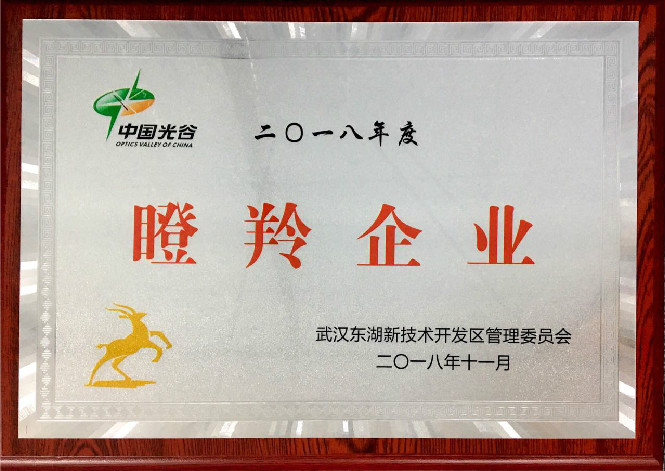 中国光谷
OPTICS VALLEY OF CHINA
二〇一八年度
瞪羚企业
武汉东湖新技术开发区管理委员会
二〇一八年十一月